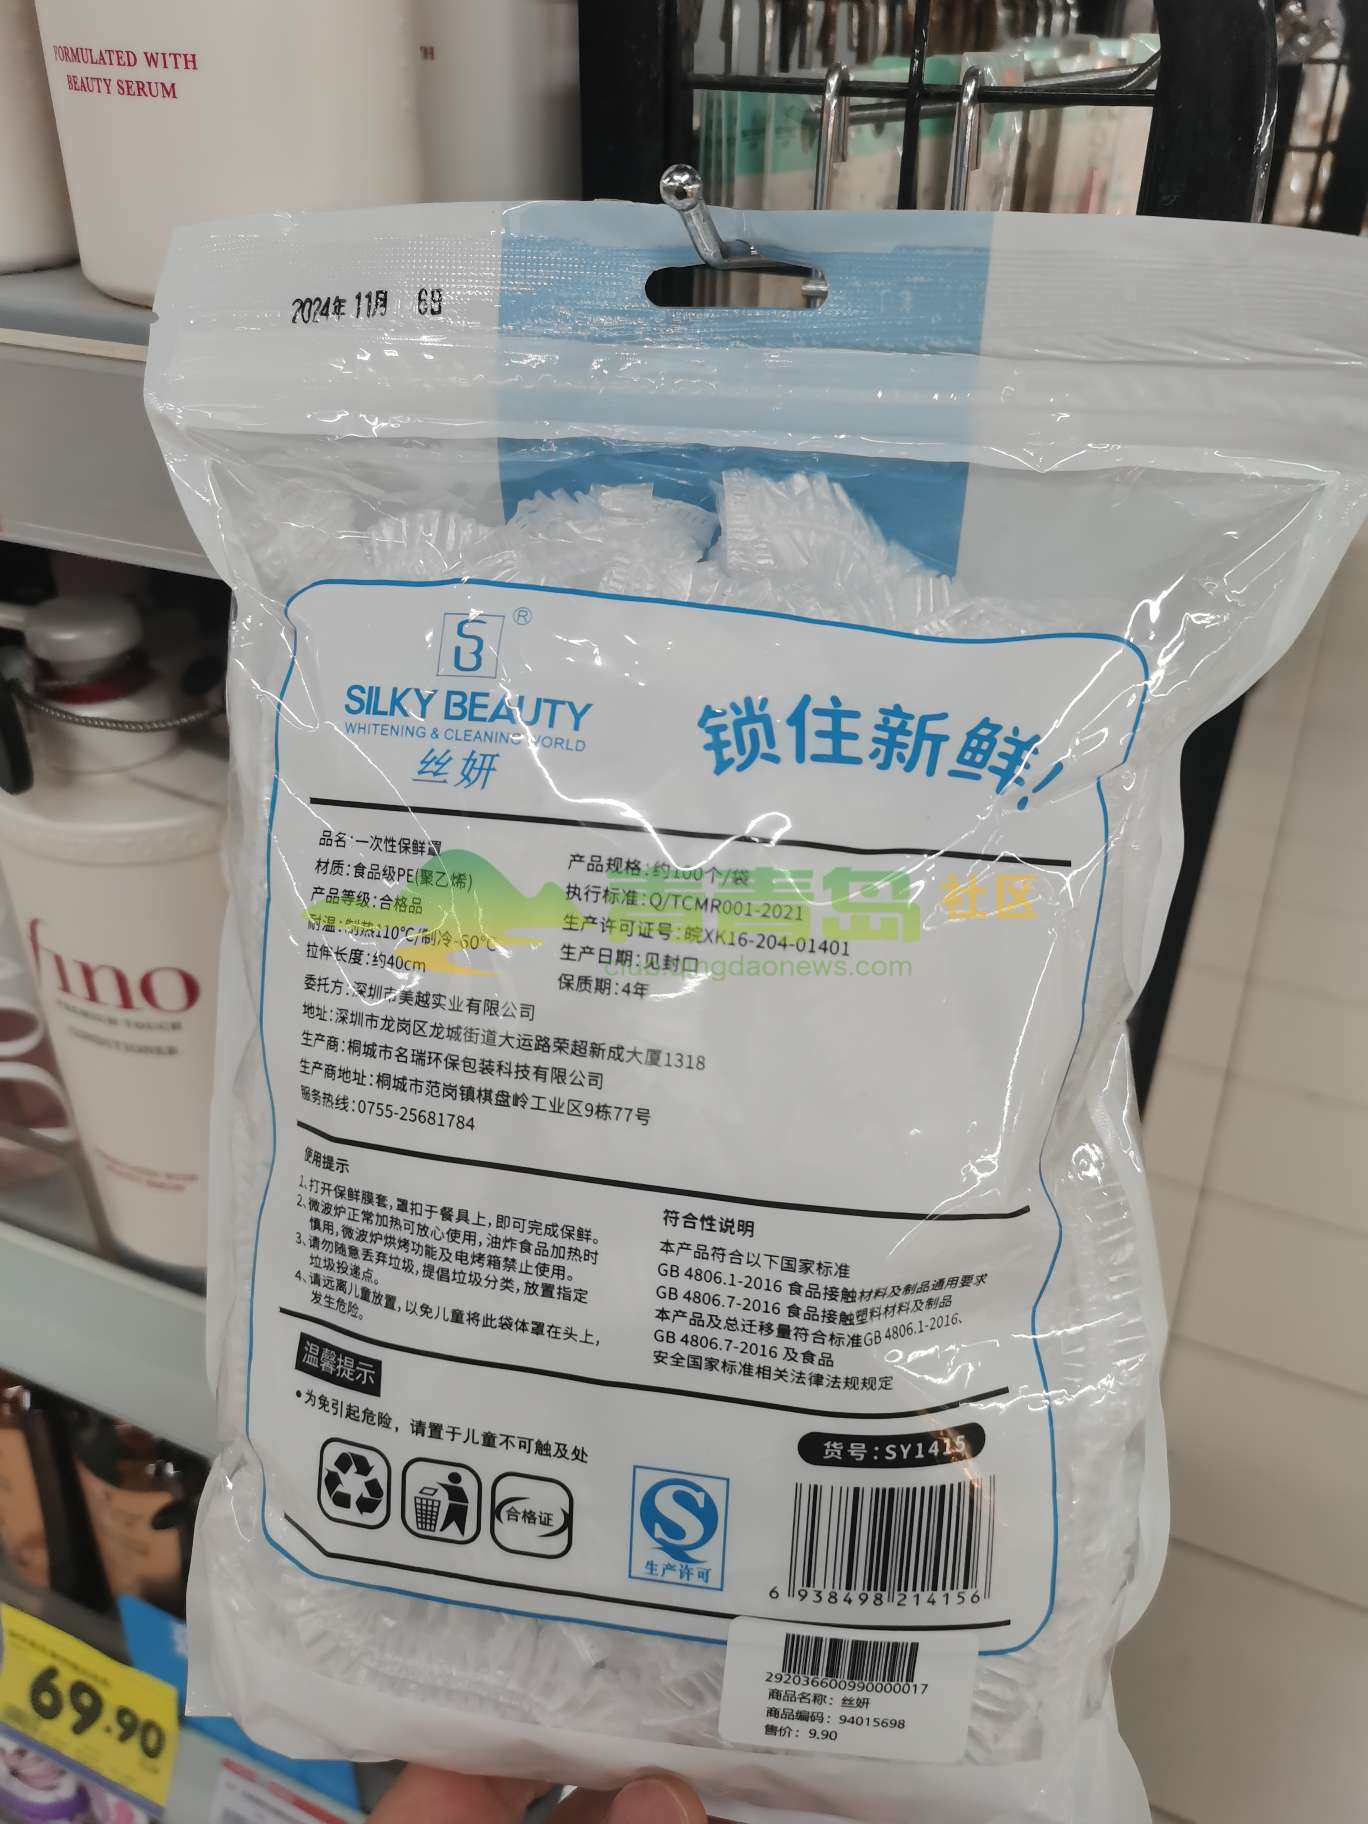 FORMULATED WITH
BEAUTY SERUM
2024年 11月 6日
SB®
SILKY BEAUTY
WHITENING & CLEANING WORLD
丝妍
锁住新鲜!
品名:一次性保鲜罩
材质:食品级PE(聚乙烯)
产品等级:合格品
耐温:制热110°C/制冷-60°C
拉伸长度:约40cm
产品规格:约100个/袋
执行标准:Q/TCMR001-2021
生产许可证号:皖XK16-204-01401
生产日期:见封口
保质期:4年
委托方:深圳市美越实业有限公司
地址:深圳市龙岗区龙城街道大运路荣超新成大厦1318
生产商:桐城市名瑞环保包装科技有限公司
生产商地址:桐城市范岗镇棋盘岭工业区9栋77号
服务热线:0755-25681784
青青岛 社区
club.qingdaonews.com
使用提示
1、打开保鲜膜套,罩扣于餐具上,即可完成保鲜。
2、微波炉正常加热可放心使用,油炸食品加热时
慎用,微波炉烘烤功能及电烤箱禁止使用。
3、请勿随意丢弃垃圾,提倡垃圾分类,放置指定
垃圾投递点。
4、请远离儿童放置,以免儿童将此袋体罩在头上,
发生危险。
符合性说明
本产品符合以下国家标准
GB 4806.1-2016 食品接触材料及制品通用要求
GB 4806.7-2016 食品接触塑料材料及制品
本产品及总迁移量符合标准GB 4806.1-2016、
GB 4806.7-2016 及食品
安全国家标准相关法律法规规定
温馨提示
•为免引起危险，请置于儿童不可触及处
合格证
生产许可
货号:SY1415
6 938498 214156
2920366009900000017
商品名称: 丝妍
商品编码: 94015698
售价: 9.90
fino
PREMIUM TOUCH
CONDITIONER
69.90